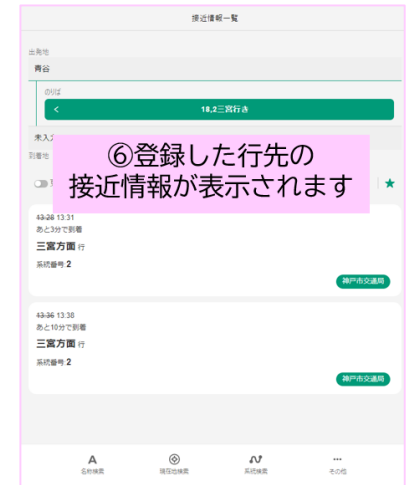 接近情報一覧
出発地
青谷
のりば
< 18,2三宮行き
未入
到着地
⑥登録した行先の
接近情報が表示されます
13:28 13:31
あと3分で到着
三宮方面 行
系統番号 2
神戸市交通局
13:36 13:38
あと10分で到着
三宮方面 行
系統番号 2
神戸市交通局
A
名称検索
現在地検索
系統検索
その他